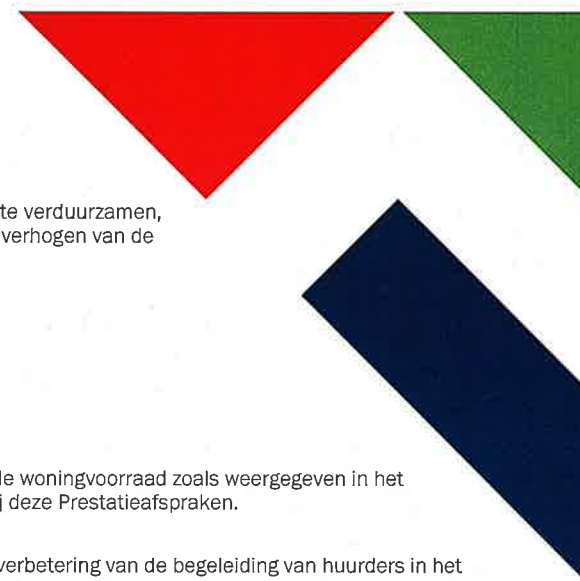 te verduurzamen,
verhogen van de
woningvoorraad zoals weergegeven in het
deze Prestatieafspraken.
verbetering van de begeleiding van huurders in het